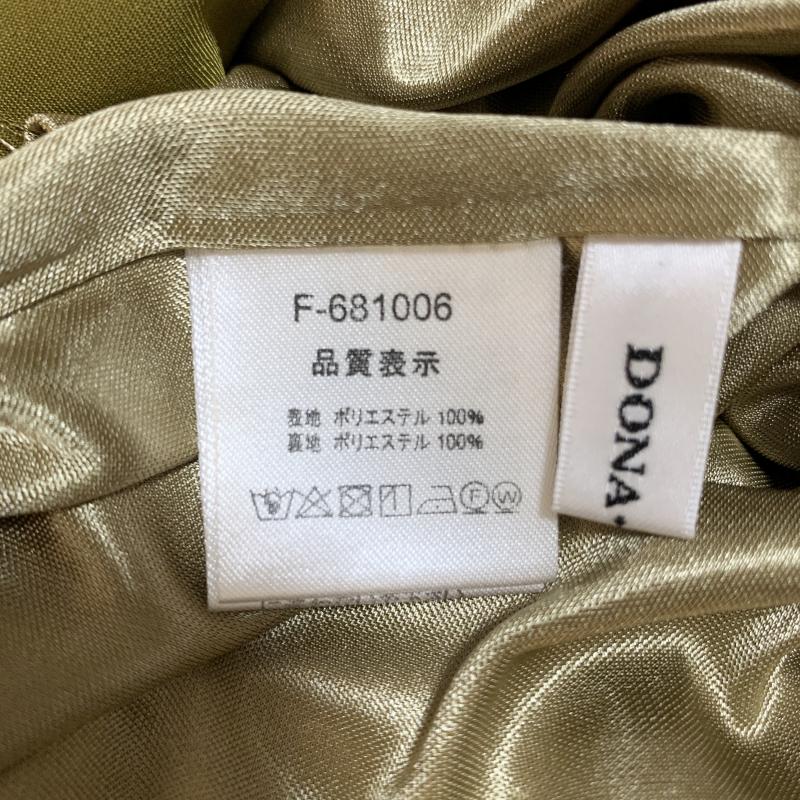 F-681006
品質表示
表地 ポリエステル 100%
裏地 ポリエステル 100%
F W
DONA